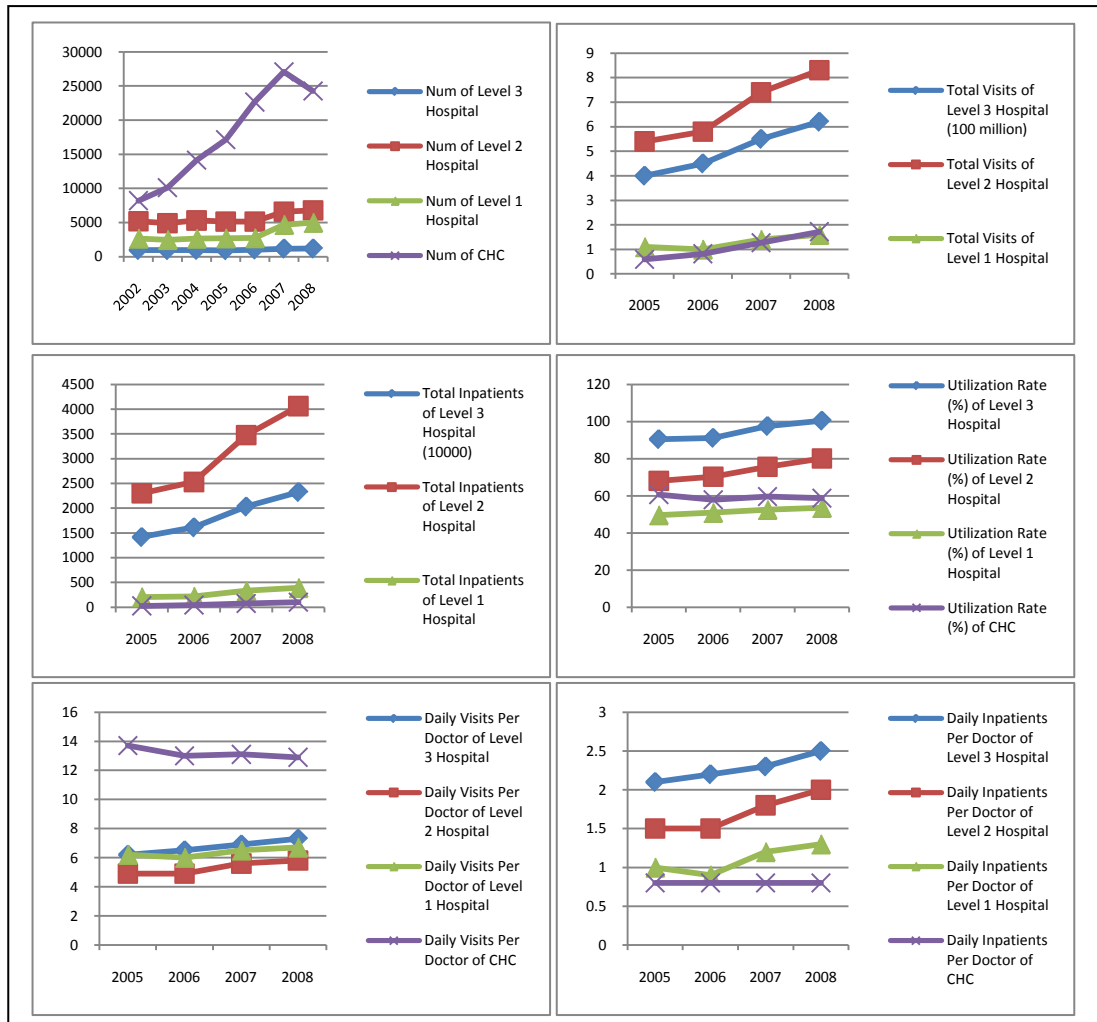 30000
25000
20000
15000
10000
5000
0
2002
2003
2004
2005
2006
2007
2008
Num of Level 3
Hospital
Num of Level 2
Hospital
Num of Level 1
Hospital
Num of CHC
9
8
7
6
5
4
3
2
1
0
2005
2006
2007
2008
Total Visits of
Level 3 Hospital
(100 million)
Total Visits of
Level 2 Hospital
Total Visits of
Level 1 Hospital
4500
4000
3500
3000
2500
2000
1500
1000
500
0
2005
2006
2007
2008
Total Inpatients
of Level 3
Hospital
(10000)
Total Inpatients
of Level 2
Hospital
Total Inpatients
of Level 1
Hospital
120
100
80
60
40
20
0
2005
2006
2007
2008
Utilization Rate
(%) of Level 3
Hospital
Utilization Rate
(%) of Level 2
Hospital
Utilization Rate
(%) of Level 1
Hospital
Utilization Rate
(%) of CHC
16
14
12
10
8
6
4
2
0
2005
2006
2007
2008
Daily Visits Per
Doctor of Level
3 Hospital
Daily Visits Per
Doctor of Level
2 Hospital
Daily Visits Per
Doctor of Level
1 Hospital
Daily Visits Per
Doctor of CHC
3
2.5
2
1.5
1
0.5
0
2005
2006
2007
2008
Daily Inpatients
Per Doctor of
Level 3 Hospital
Daily Inpatients
Per Doctor of
Level 2 Hospital
Daily Inpatients
Per Doctor of
Level 1 Hospital
Daily Inpatients
Per Doctor of
CHC